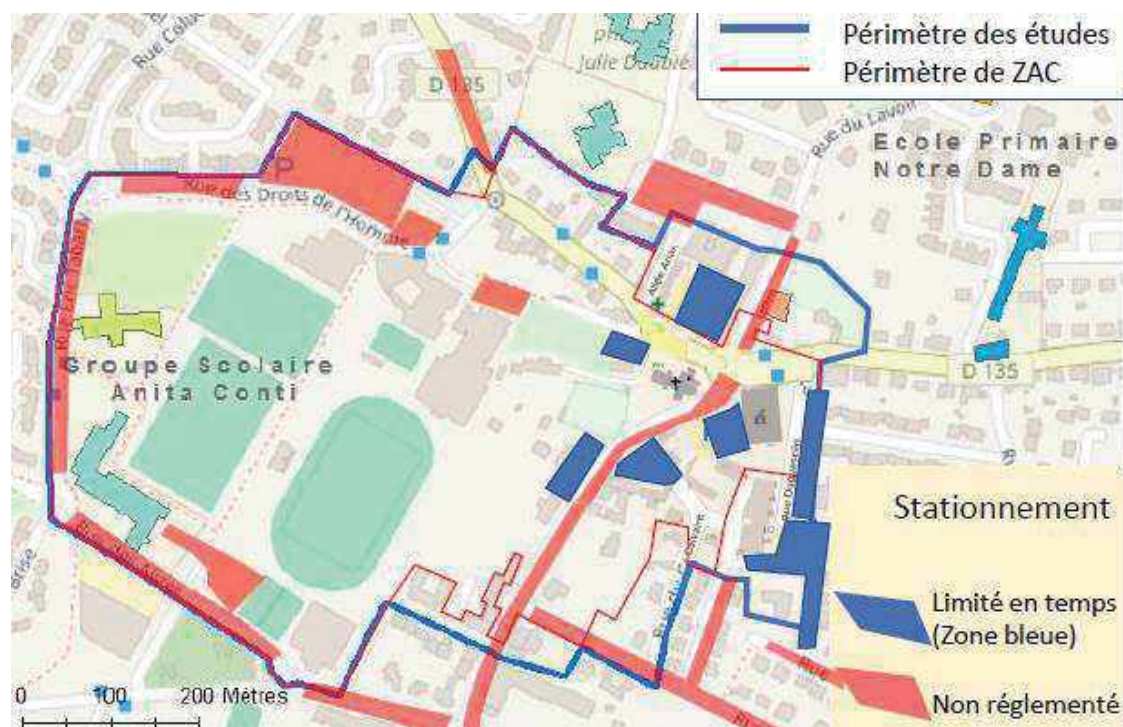 Périmètre des études
Périmètre de ZAC
Julie Daubié
D 135
Rue du Lavoir
Ecole Primaire
Notre Dame
P
Rue des Droits de l'Homme
Groupe Scolaire
Anita Conti
D 135
Stationnement
Limité en temps
(Zone bleue)
Non réglementé
0 100 200 Mètres